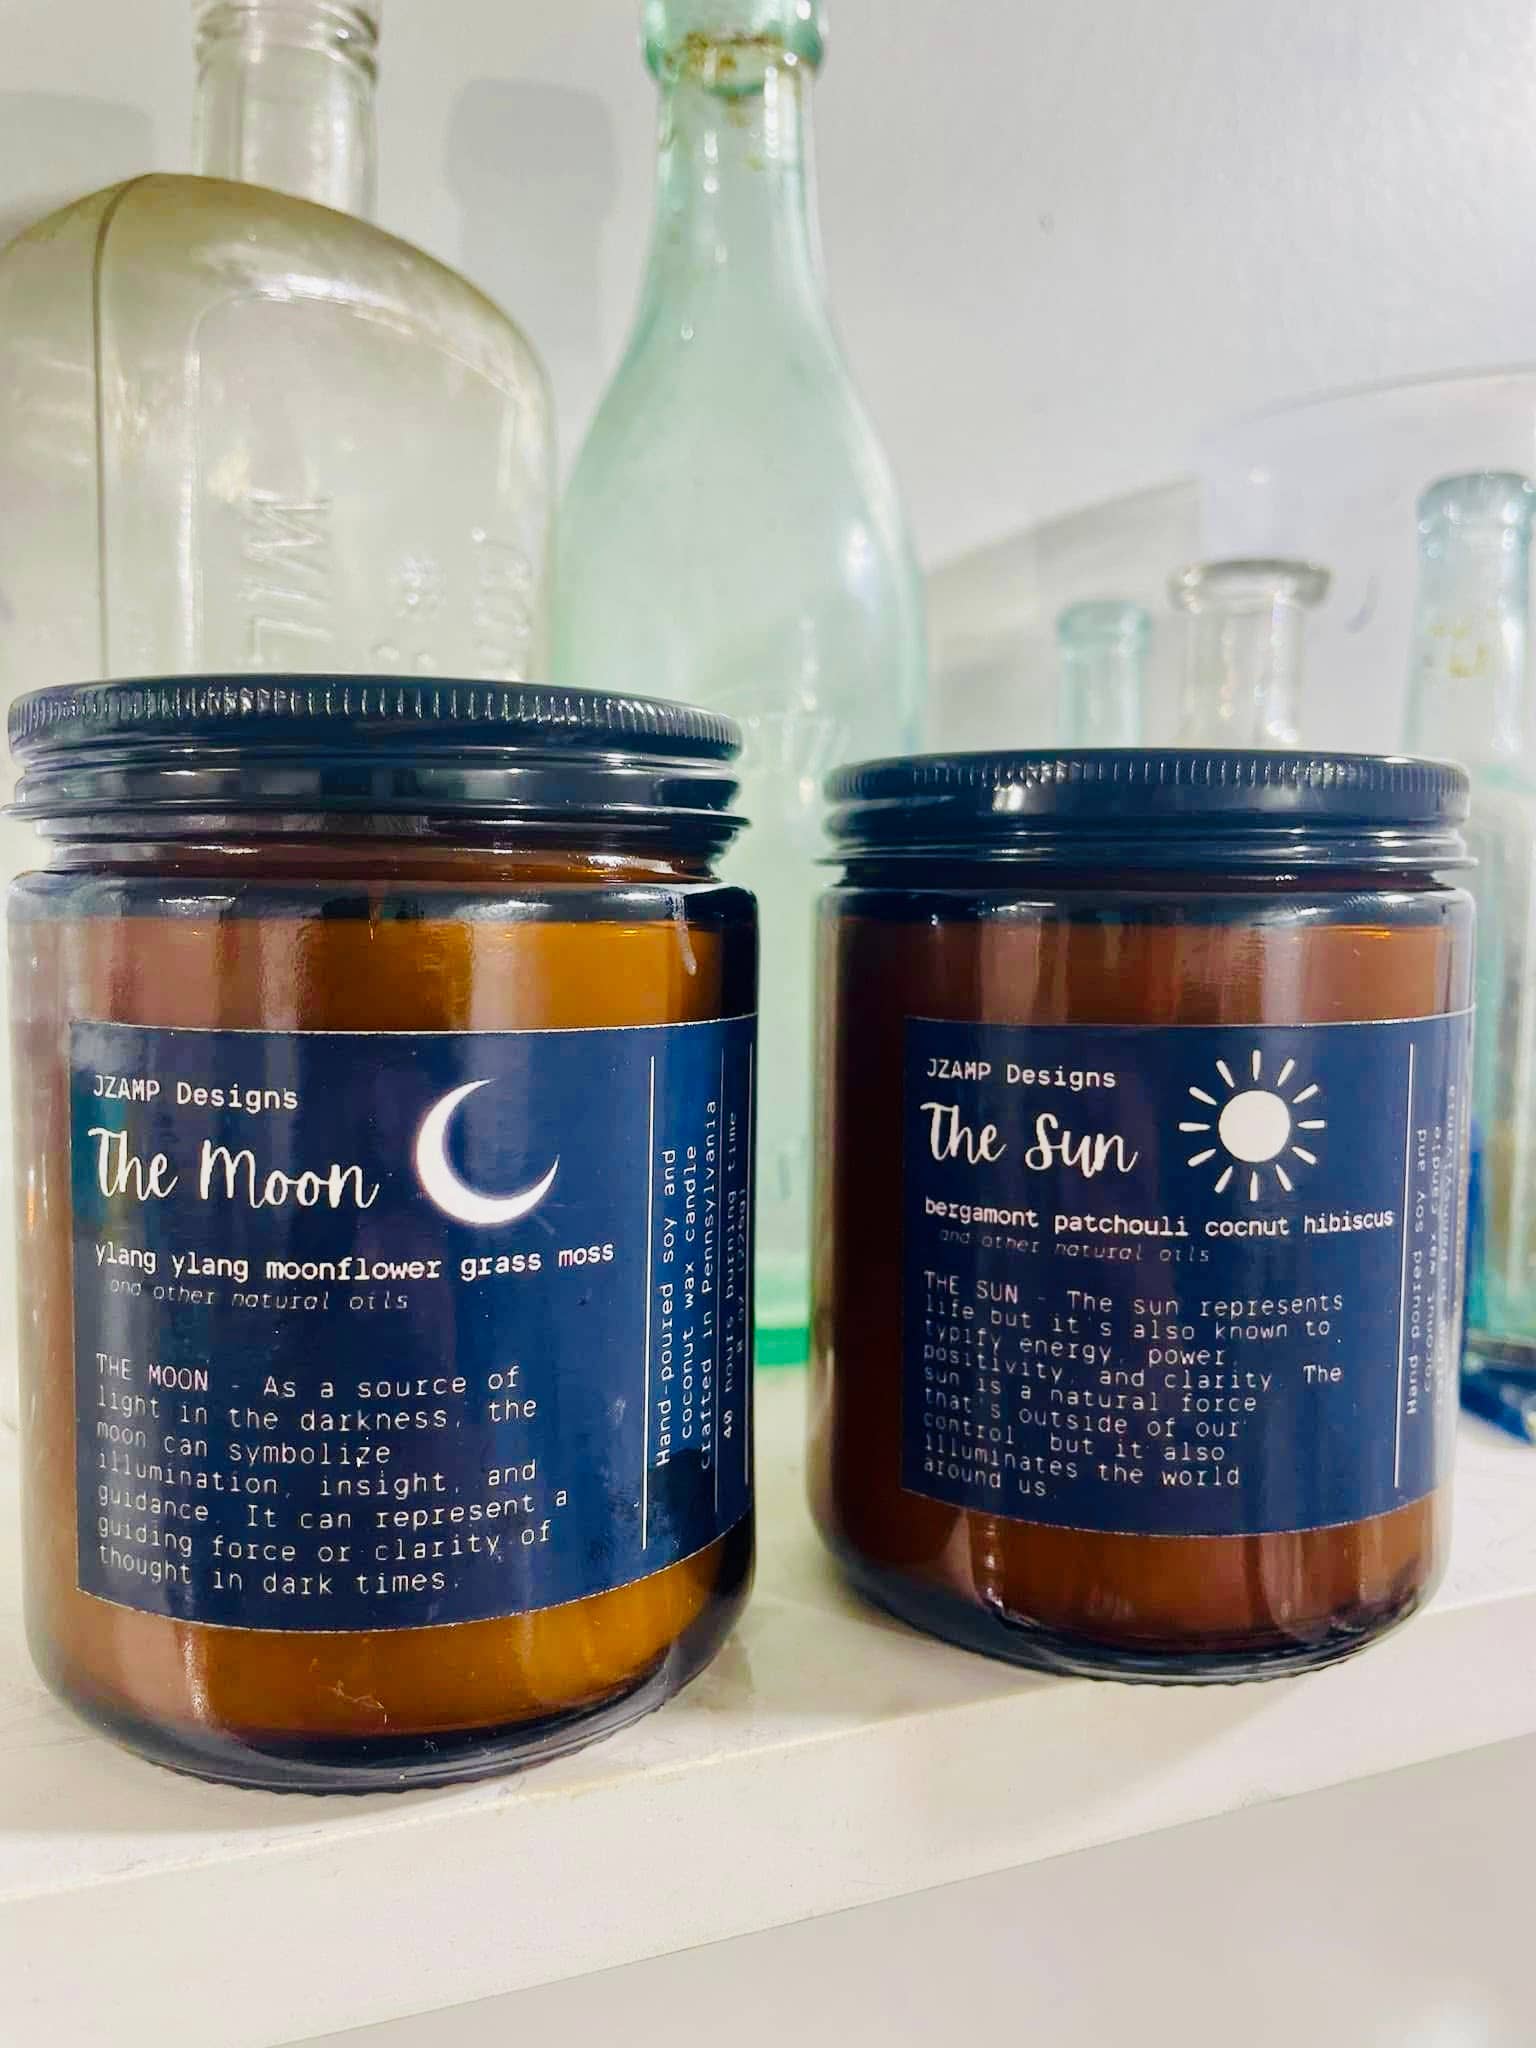 WIL
JZAMP Designs
The Moon
ylang ylang moonflower grass moss
and other natural oils
THE MOON - As a source of
light in the darkness, the
moon can symbolize
illumination, insight, and
guidance. It can represent a
guiding force or clarity of
thought in dark times.
Hand-poured soy and
coconut wax candle
crafted in Pennsylvania
40 hours burning time
JZAMP Designs
The Sun
bergamont patchouli cocnut hibiscus
and other natural oils
THE SUN - The sun represents
life but it's also known to
typify energy, power,
positivity, and clarity. The
sun is a natural force
that's outside of our
control, but it also
illuminates the world
around us.
Hand-poured soy and
coconut wax candle
Pennsylvania